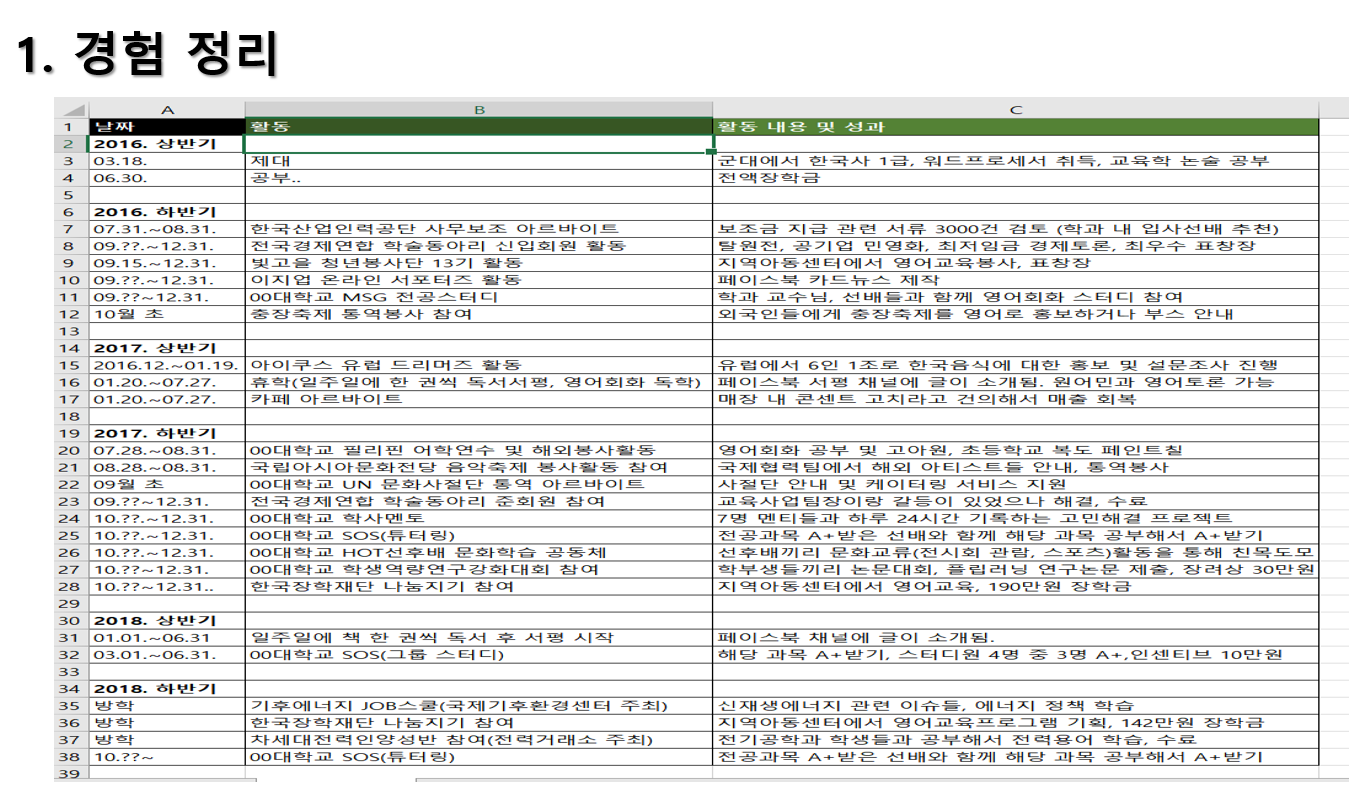 1. 경험 정리
A B C
1 날짜 활동 활동 내용 및 성과
2 2016. 상반기
3 03.18. 제대 군대에서 한국사 1급, 워드프로세서 취득, 교육학 논술 공부
4 06.30. 공부.. 전액장학금
5
6 2016. 하반기
7 07.31.~08.31. 한국산업인력공단 사무보조 아르바이트 보조금 지급 관련 서류 3000건 검토 (학과 내 입사선배 추천)
8 09.??.~12.31. 전국경제연합 학술동아리 신입회원 활동 탈원전, 공기업 민영화, 최저임금 경제토론, 최우수 표창장
9 09.15.~12.31. 빛고을 청년봉사단 13기 활동 지역아동센터에서 영어교육봉사, 표창장
10 09.??.~12.31. 이지업 온라인 서포터즈 활동 페이스북 카드뉴스 제작
11 09.??~12.31. 00대학교 MSG 전공스터디 학과 교수님, 선배들과 함께 영어회화 스터디 참여
12 10월 초 충장축제 통역봉사 참여 외국인들에게 충장축제를 영어로 홍보하거나 부스 안내
13
14 2017. 상반기
15 2016.12.~01.19. 아이쿠스 유럽 드리머즈 활동 유럽에서 6인 1조로 한국음식에 대한 홍보 및 설문조사 진행
16 01.20.~07.27. 휴학(일주일에 한 권씩 독서서평, 영어회화 독학) 페이스북 서평 채널에 글이 소개됨. 원어민과 영어토론 가능
17 01.20.~07.27. 카페 아르바이트 매장 내 콘센트 고치라고 건의해서 매출 회복
18
19 2017. 하반기
20 07.28.~08.31. 00대학교 필리핀 어학연수 및 해외봉사활동 영어회화 공부 및 고아원, 초등학교 복도 페인트칠
21 08.28.~08.31. 국립아시아문화전당 음악축제 봉사활동 참여 국제협력팀에서 해외 아티스트들 안내, 통역봉사
22 09월 초 00대학교 UN 문화사절단 통역 아르바이트 사절단 안내 및 케이터링 서비스 지원
23 09.??~12.31. 전국경제연합 학술동아리 준회원 참여 교육사업팀장이랑 갈등이 있었으나 해결, 수료
24 10.??.~12.31. 00대학교 학사멘토 7명 멘티들과 하루 24시간 기록하는 고민해결 프로젝트
25 10.??.~12.31. 00대학교 SOS(튜터링) 전공과목 A+받은 선배와 함께 해당 과목 공부해서 A+받기
26 10.??.~12.31. 00대학교 HOT선후배 문화학습 공동체 선후배끼리 문화교류(전시회 관람, 스포츠)활동을 통해 친목도모
27 10.??~12.31. 00대학교 학생역량연구강화대회 참여 학부생들끼리 논문대회, 플립러닝 연구논문 제출, 장려상 30만원
28 10.??~12.31.. 한국장학재단 나눔지기 참여 지역아동센터에서 영어교육, 190만원 장학금
29
30 2018. 상반기
31 01.01.~06.31 일주일에 책 한 권씩 독서 후 서평 시작 페이스북 채널에 글이 소개됨.
32 03.01.~06.31. 00대학교 SOS(그룹 스터디) 해당 과목 A+받기, 스터디원 4명 중 3명 A+,인센티브 10만원
33
34 2018. 하반기
35 방학 기후에너지 JOB스쿨(국제기후환경센터 주최) 신재생에너지 관련 이슈들, 에너지 정책 학습
36 방학 한국장학재단 나눔지기 참여 지역아동센터에서 영어교육프로그램 기획, 142만원 장학금
37 방학 차세대전력인양성반 참여(전력거래소 주최) 전기공학과 학생들과 공부해서 전력용어 학습, 수료
38 10.??~ 00대학교 SOS(튜터링) 전공과목 A+받은 선배와 함께 해당 과목 공부해서 A+받기
39